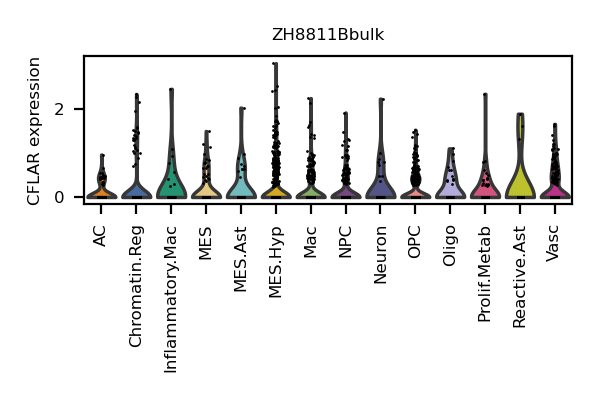 ZH8811Bbulk
CFLAR expression
2
0
AC
Chromatin.Reg
Inflammatory.Mac
MES
MES.Ast
MES.Hyp
Mac
NPC
Neuron
OPC
Oligo
Prolif.Metab
Reactive.Ast
Vasc